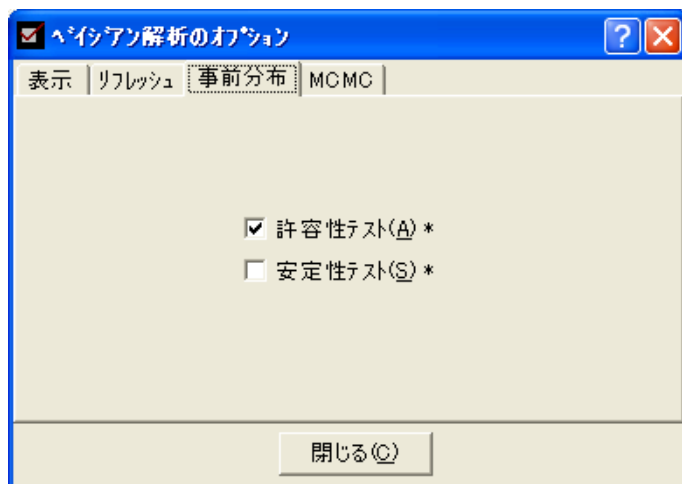 ベイジアン解析のオプション
表示 リフレッシュ 事前分布 MCMC
許容性テスト(A) *
安定性テスト(S) *
閉じる(C)